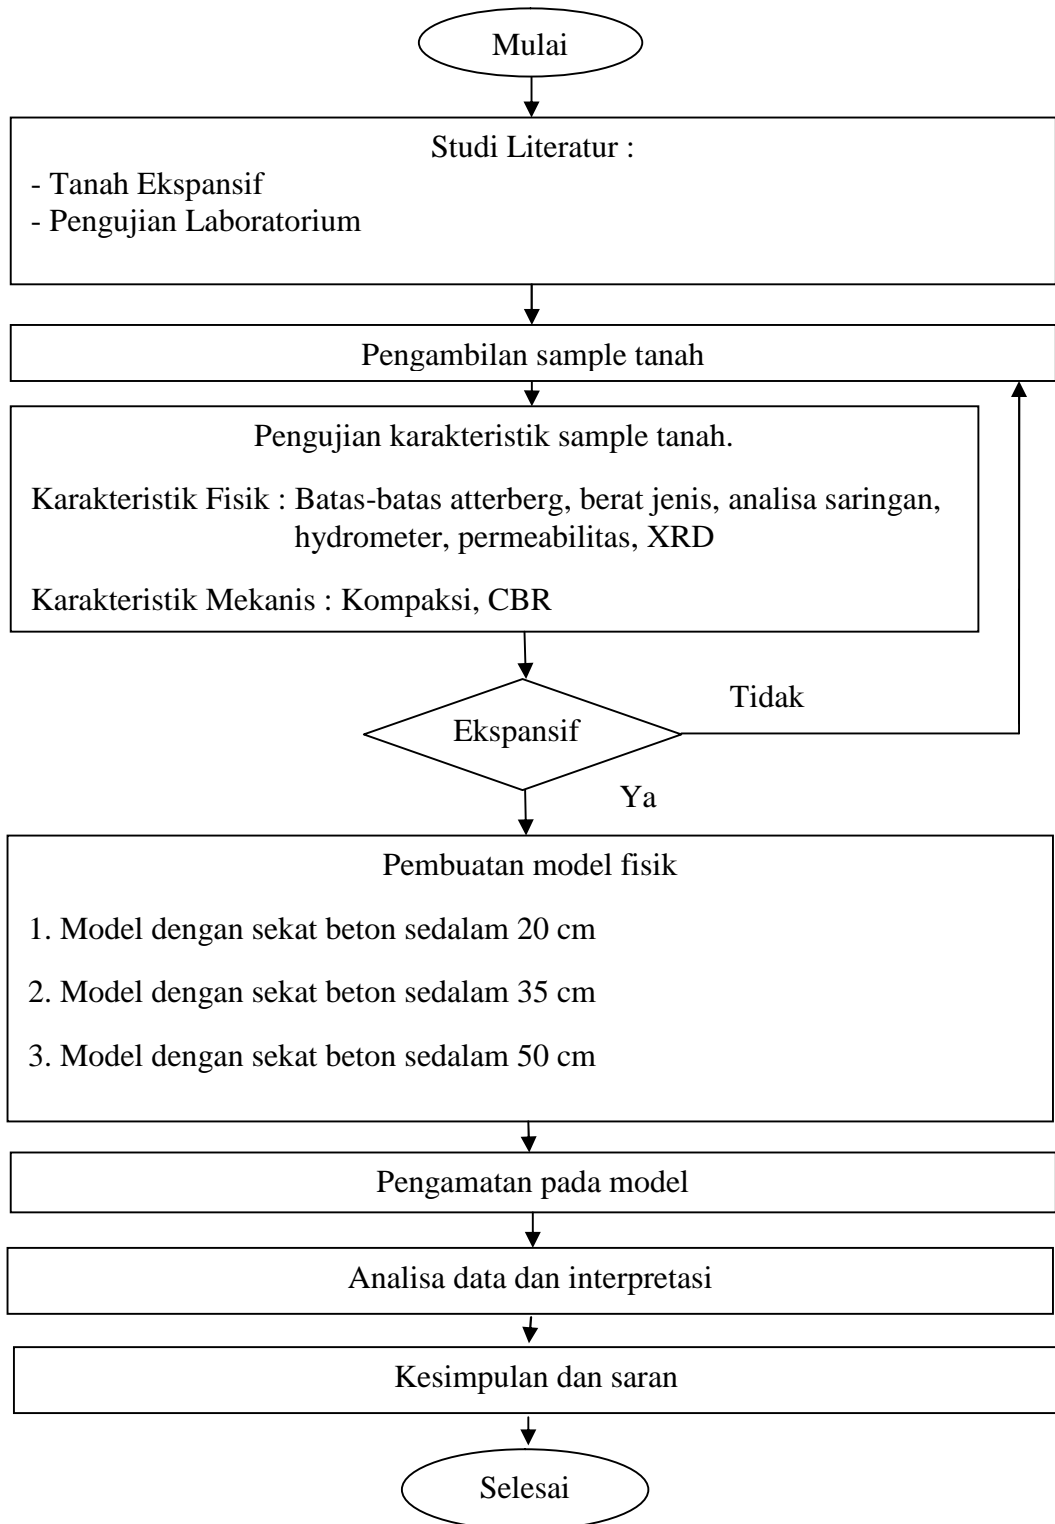 Mulai
Studi Literatur :
- Tanah Ekspansif
- Pengujian Laboratorium
Pengambilan sample tanah
Pengujian karakteristik sample tanah.
Karakteristik Fisik : Batas-batas atterberg, berat jenis, analisa saringan,
hydrometer, permeabilitas, XRD
Karakteristik Mekanis : Kompaksi, CBR
Tidak
Ekspansif
Ya
Pembuatan model fisik
1. Model dengan sekat beton sedalam 20 cm
2. Model dengan sekat beton sedalam 35 cm
3. Model dengan sekat beton sedalam 50 cm
Pengamatan pada model
Analisa data dan interpretasi
Kesimpulan dan saran
Selesai